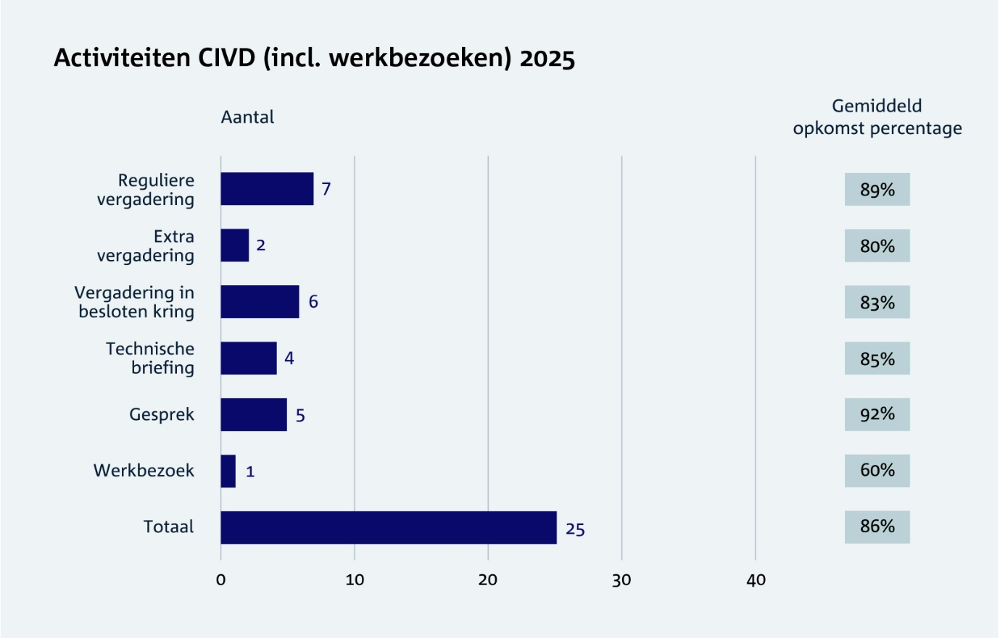 Activiteiten CIVD (incl. werkbezoeken) 2025
Aantal
Gemiddeld
opkomst percentage
Reguliere
vergadering
7
89%
Extra
vergadering
2
80%
Vergadering in
besloten kring
6
83%
Technische
briefing
4
85%
Gesprek
5
92%
Werkbezoek
1
60%
Totaal
25
86%
0 10 20 30 40